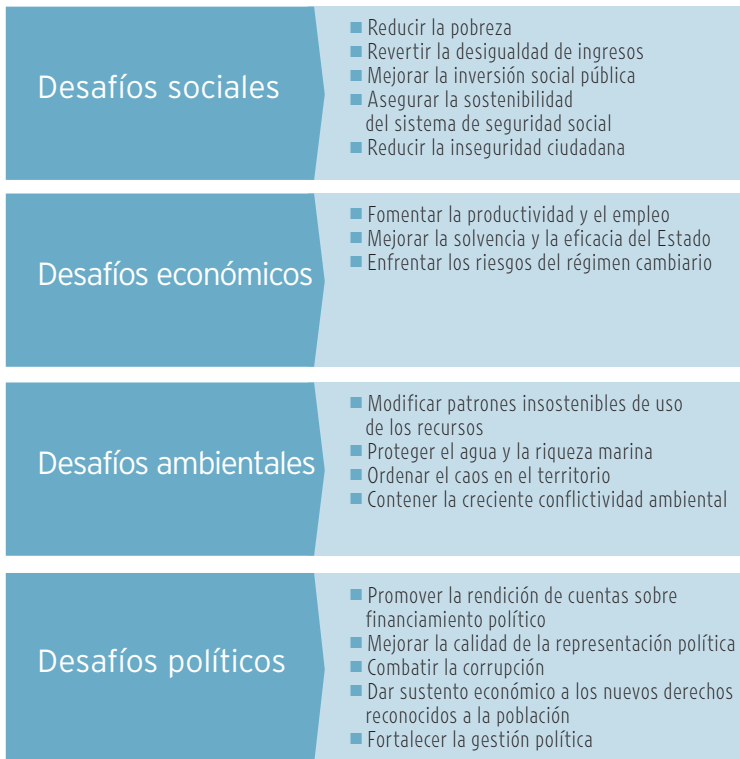 Desafíos sociales
■ Reducir la pobreza
■ Revertir la desigualdad de ingresos
■ Mejorar la inversión social pública
■ Asegurar la sostenibilidad
del sistema de seguridad social
■ Reducir la inseguridad ciudadana
Desafíos económicos
■ Fomentar la productividad y el empleo
■ Mejorar la solvencia y la eficacia del Estado
■ Enfrentar los riesgos del régimen cambiario
Desafíos ambientales
■ Modificar patrones insostenibles de uso
de los recursos
■ Proteger el agua y la riqueza marina
■ Ordenar el caos en el territorio
■ Contener la creciente conflictividad ambiental
Desafíos políticos
■ Promover la rendición de cuentas sobre
financiamiento político
■ Mejorar la calidad de la representación política
■ Combatir la corrupción
■ Dar sustento económico a los nuevos derechos
reconocidos a la población
■ Fortalecer la gestión política